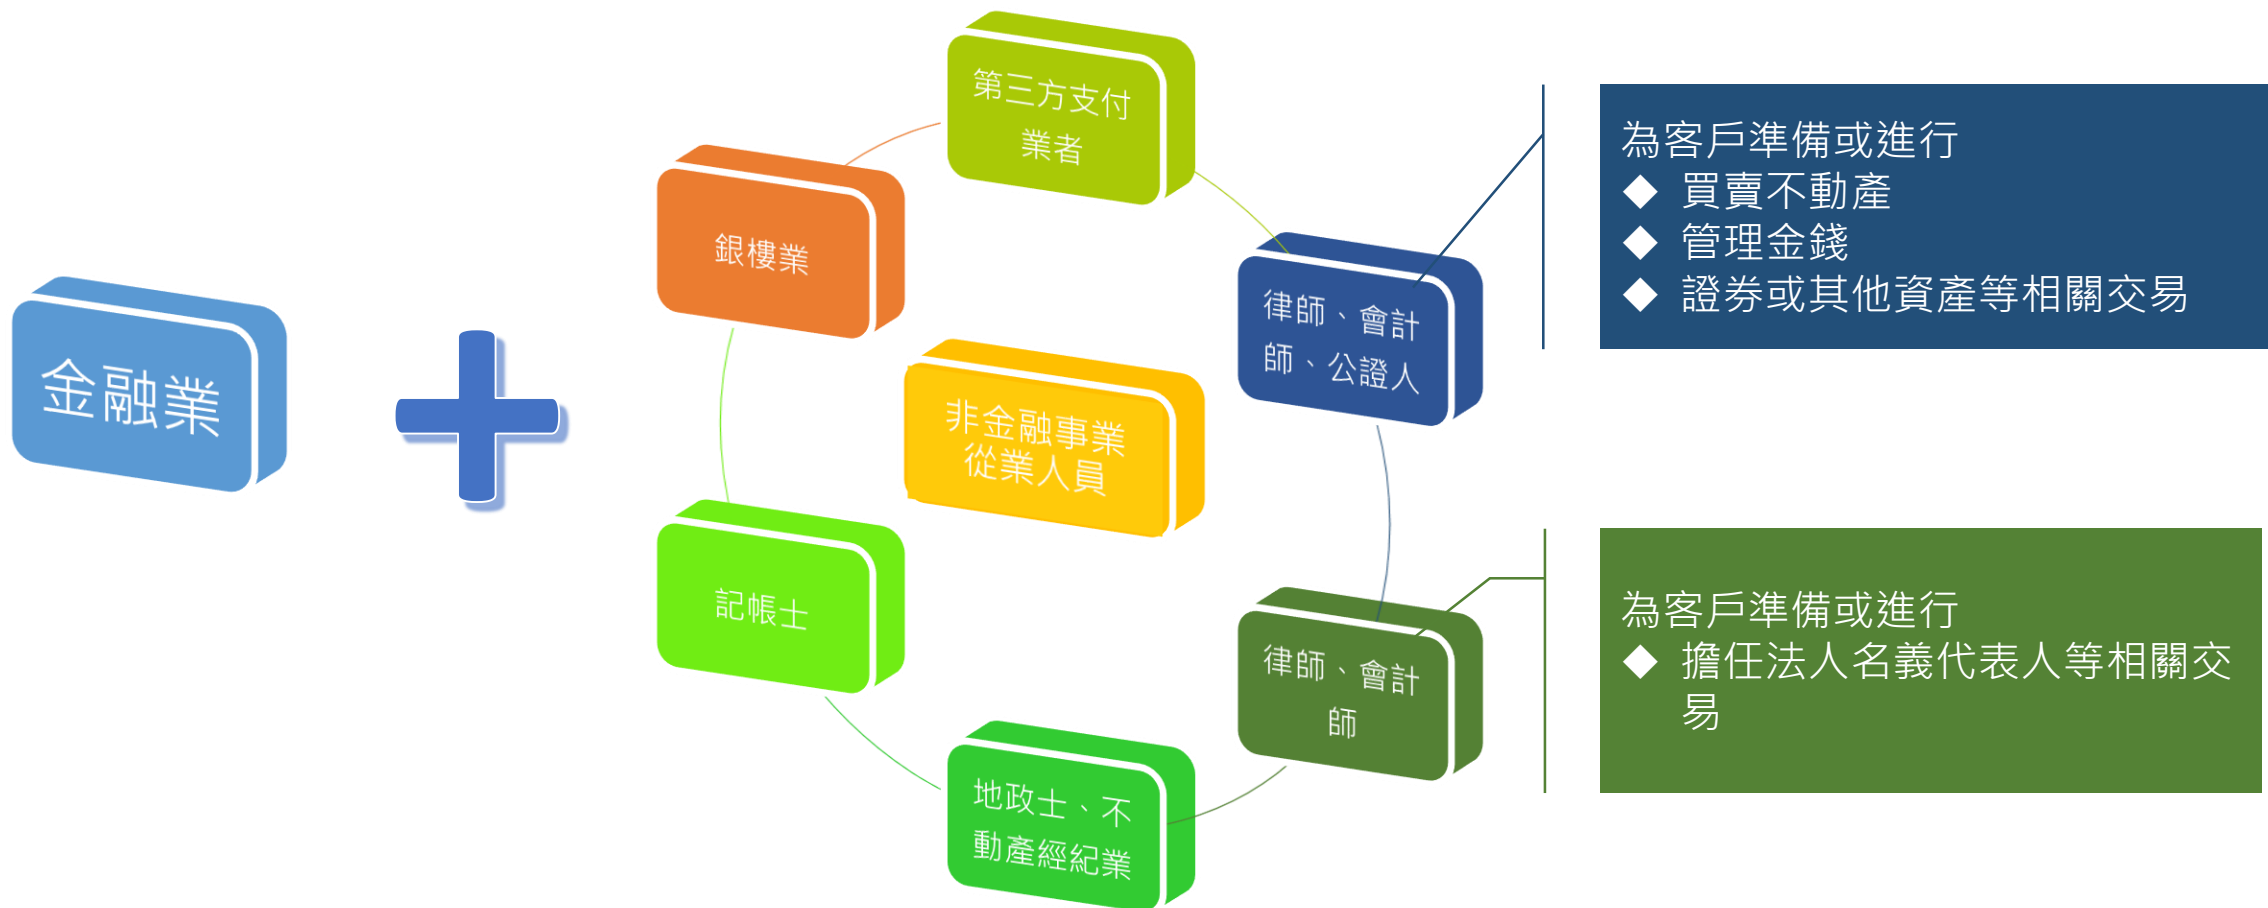 金融業
第三方支付
業者
銀樓業
律師、會計
師、公證人
非金融事業
從業人員
記帳士
律師、會計
師
地政士、不
動產經紀業
為客戶準備或進行
◆ 買賣不動產
◆ 管理金錢
◆ 證券或其他資產等相關交易
為客戶準備或進行
◆ 擔任法人名義代表人等相關交
易